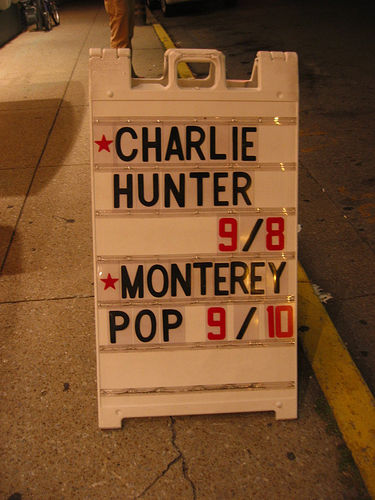 ★CHARLIE
HUNTER
9/8
★MONTEREY
POP 9/10